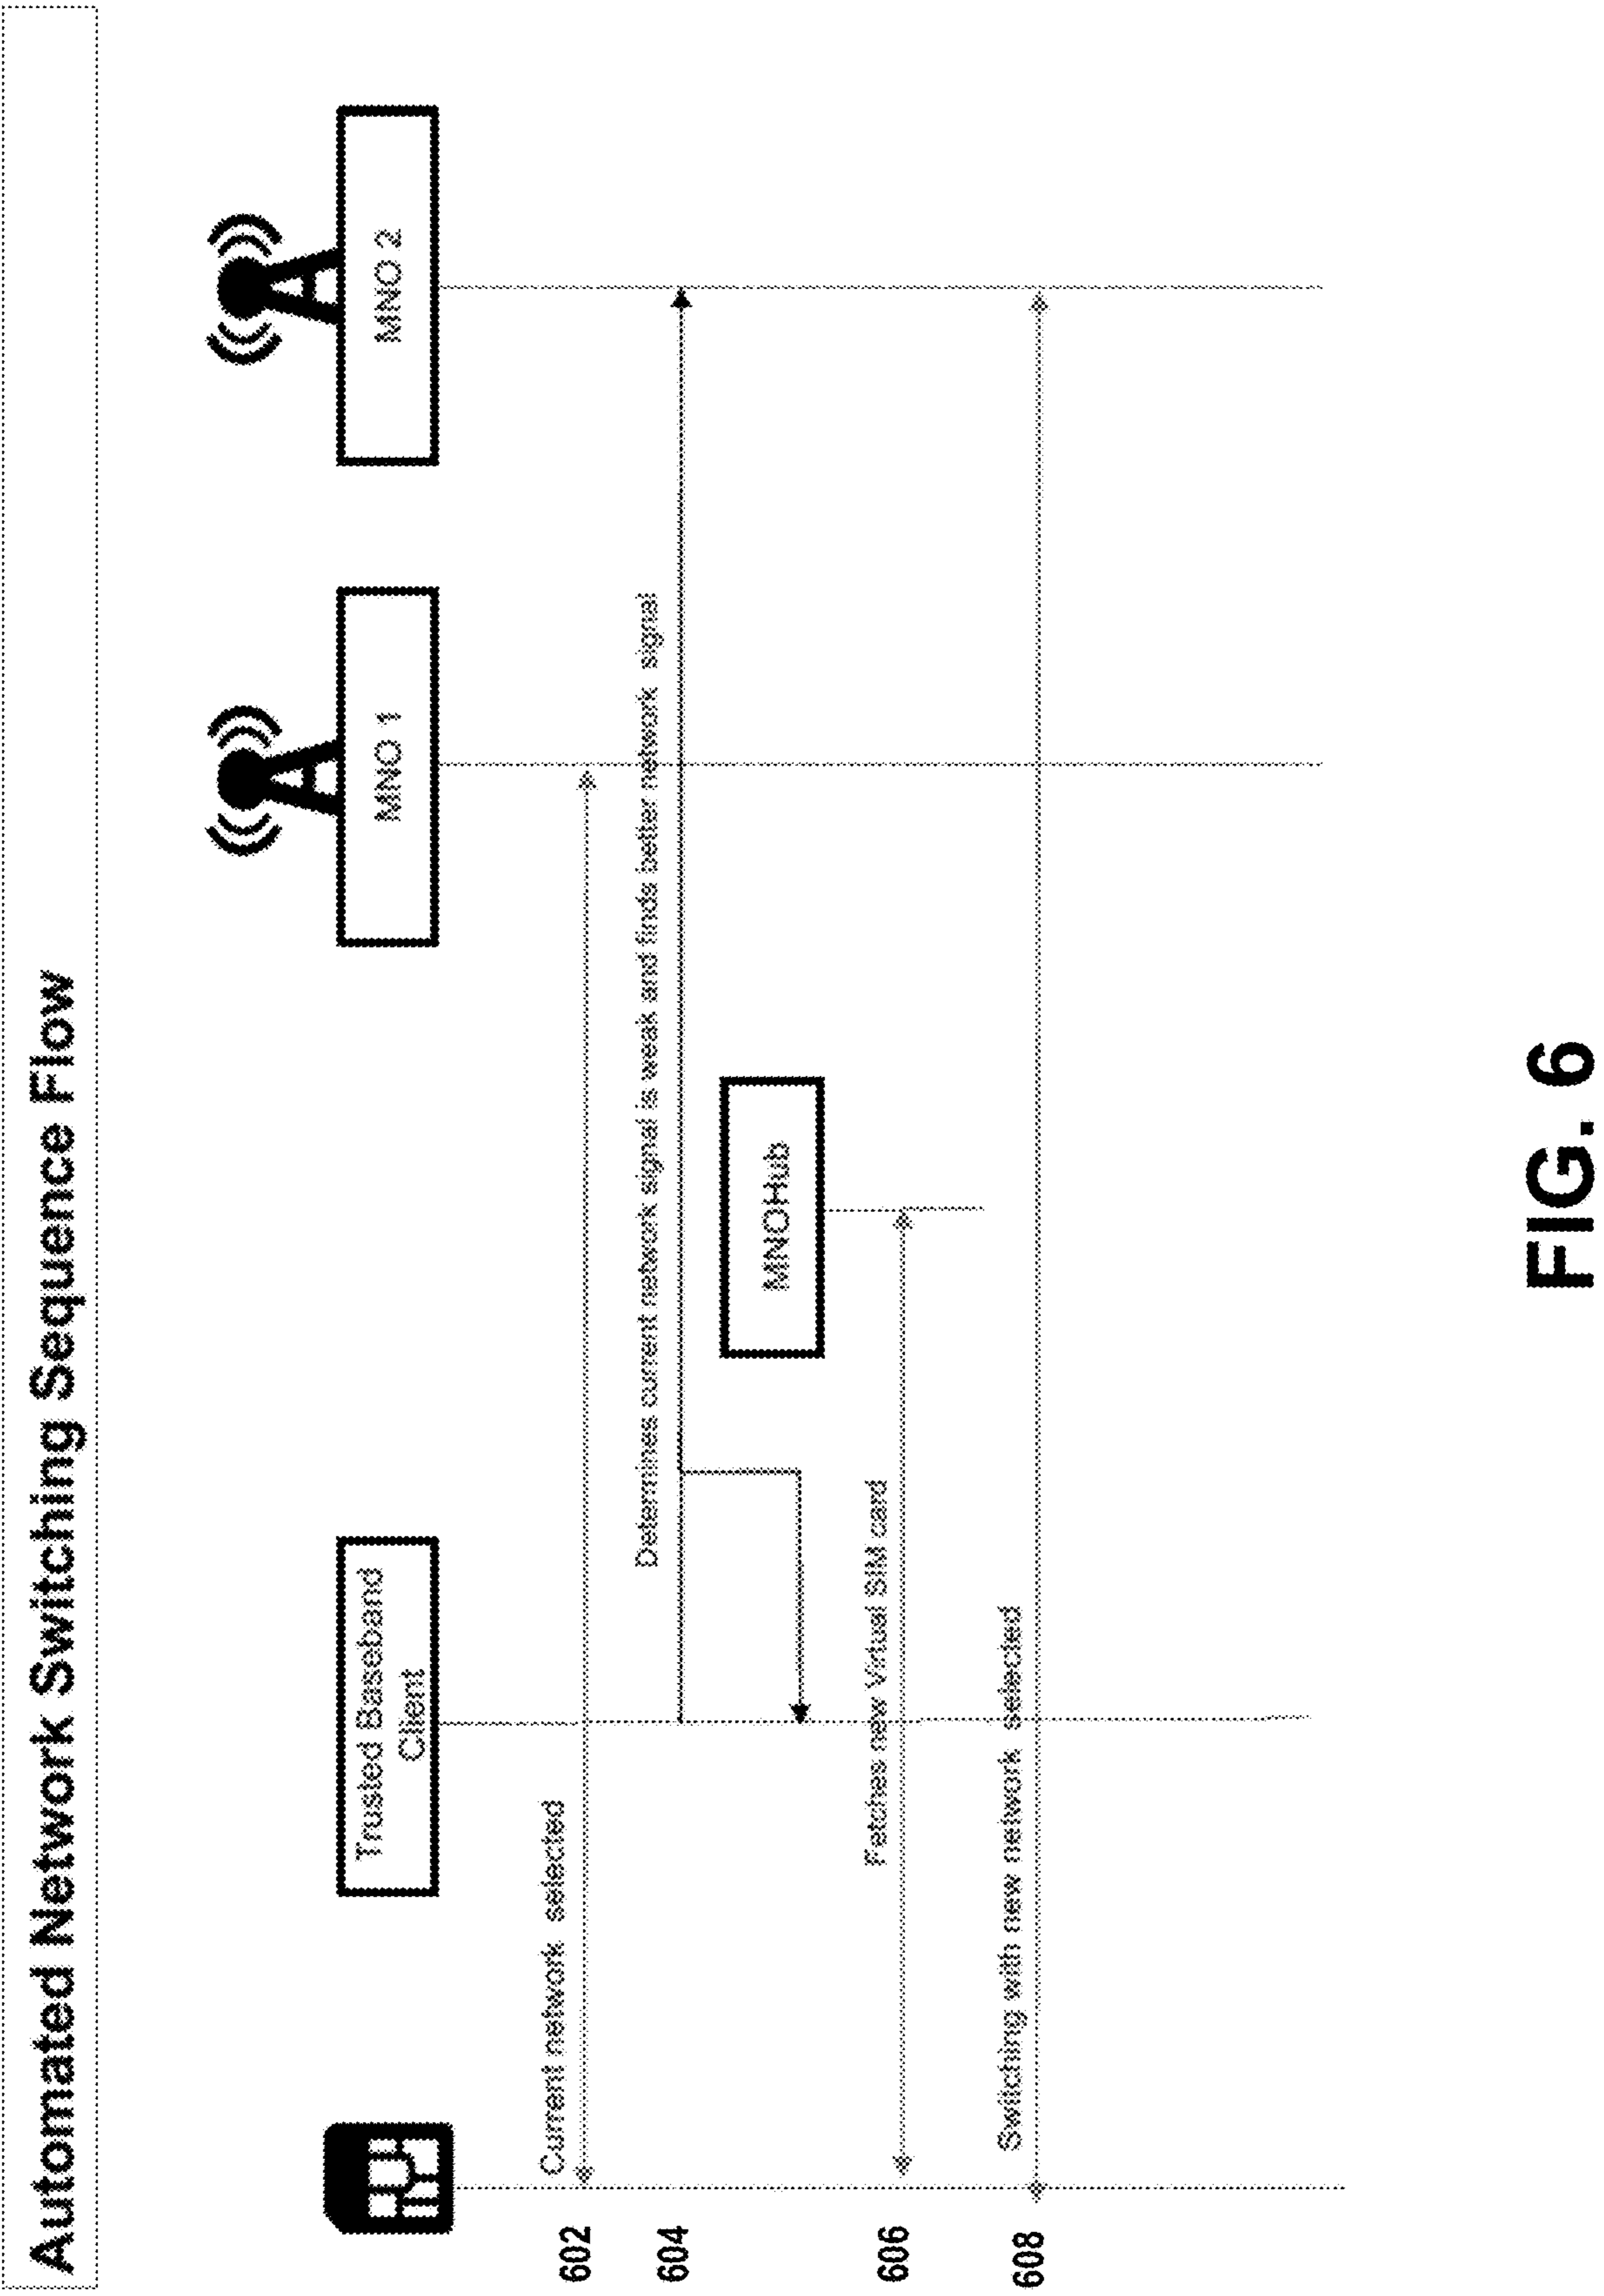 Automated Network Switching Sequence Flow
Trusted Baseband
Client
MNO 1
MNO 2
602
Current network selected
604
Determines current network signal is weak and finds better network signal
MNOHub
606
Fetches new Virtual SIM card
608
Switching with new network selected
FIG. 6